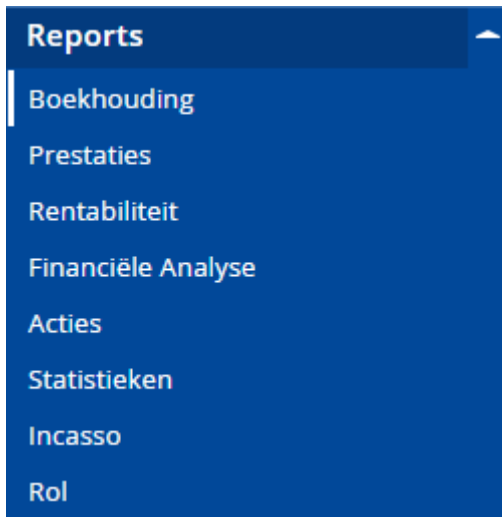 Reports
Boekhouding
Prestaties
Rentabiliteit
Financiële Analyse
Acties
Statistieken
Incasso
Rol